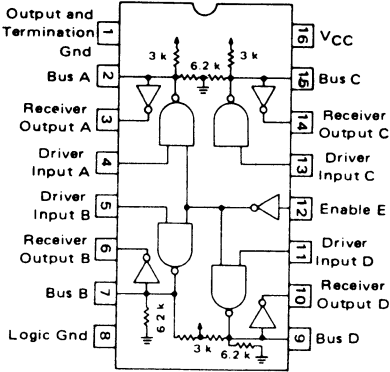 Output and
Termination
Gnd
1
16
VCC
3 k
3 k
6.2 k
Bus A
2
15
Bus C
Receiver
Output A
3
14
Receiver
Output C
Driver
Input A
4
13
Driver
Input C
Driver
Input B
5
12
Enable E
Receiver
Output B
6
11
Driver
Input D
Bus B
7
10
Receiver
Output D
6.2 k
Logic Gnd
8
3 k
6.2 k
9
Bus D